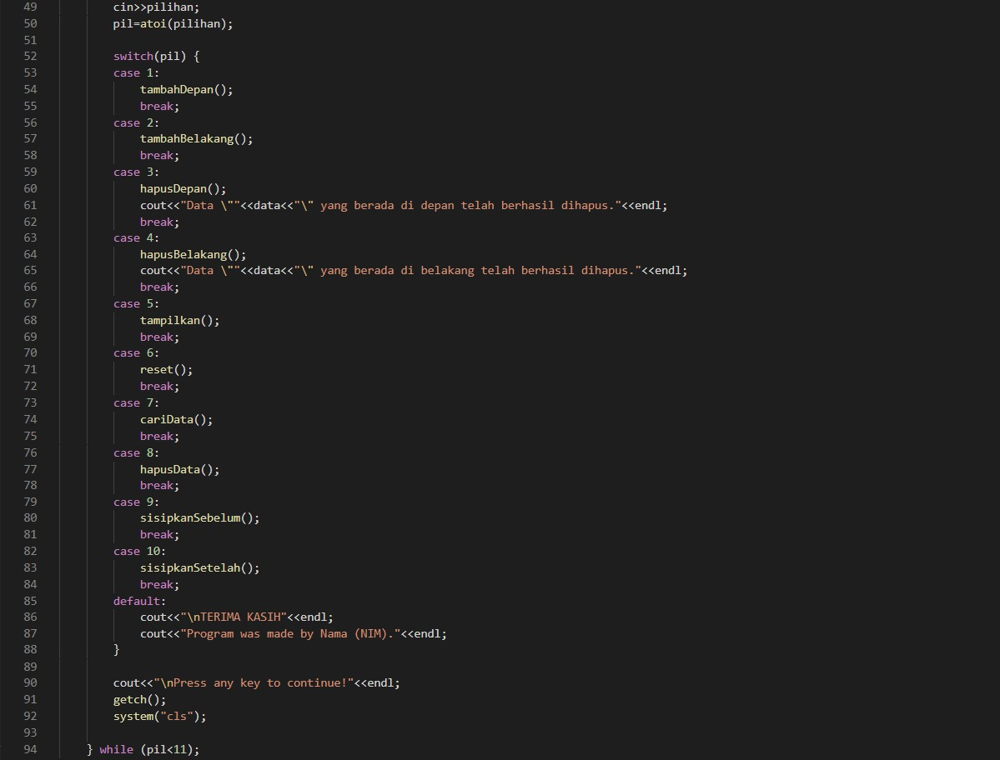 49 cin>>pilihan;
50 pil=atoi(pilihan);
51
52 switch(pil) {
53 case 1:
54 tambahDepan();
55 break;
56 case 2:
57 tambahBelakang();
58 break;
59 case 3:
60 hapusDepan();
61 cout<<"Data \""<<data<<"\" yang berada di depan telah berhasil dihapus."<<endl;
62 break;
63 case 4:
64 hapusBelakang();
65 cout<<"Data \""<<data<<"\" yang berada di belakang telah berhasil dihapus."<<endl;
66 break;
67 case 5:
68 tampilkan();
69 break;
70 case 6:
71 reset();
72 break;
73 case 7:
74 cariData();
75 break;
76 case 8:
77 hapusData();
78 break;
79 case 9:
80 sisipkanSebelum();
81 break;
82 case 10:
83 sisipkanSetelah();
84 break;
85 default:
86 cout<<"\nTERIMA KASIH"<<endl;
87 cout<<"Program was made by Nama (NIM)."<<endl;
88 }
89
90 cout<<"\nPress any key to continue!"<<endl;
91 getch();
92 system("cls");
93
94 } while (pil<11);